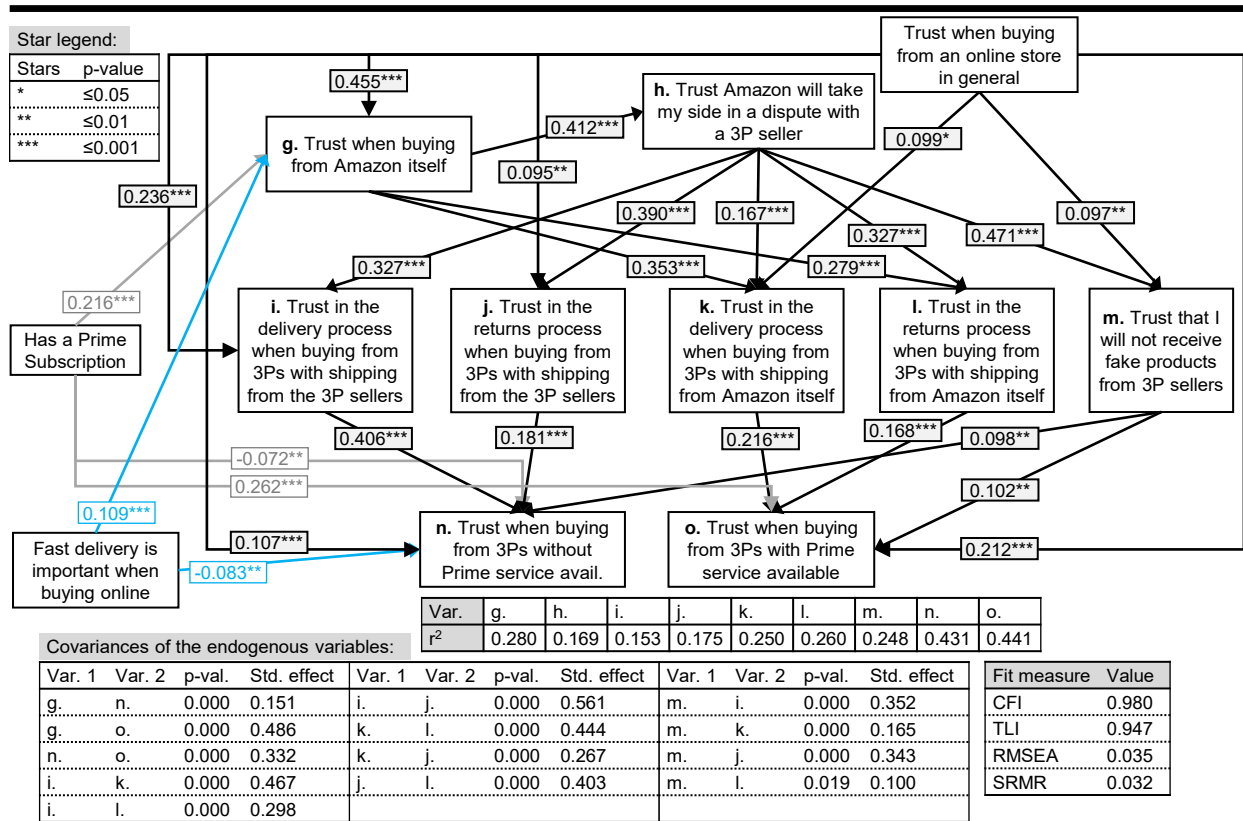 Star legend:
Stars p-value
* ≤0.05
** ≤0.01
*** ≤0.001
Trust when buying
from an online store
in general
0.455***
h. Trust Amazon will take
my side in a dispute with
a 3P seller
0.412***
g. Trust when buying
from Amazon itself
0.099*
0.095**
0.236***
0.390***
0.167***
0.097**
0.327***
0.471***
0.327***
0.353***
0.279***
0.216***
i. Trust in the
delivery process
when buying from
3Ps with shipping
from the 3P sellers
j. Trust in the
returns process
when buying from
3Ps with shipping
from the 3P sellers
k. Trust in the
delivery process
when buying from
3Ps with shipping
from Amazon itself
l. Trust in the
returns process
when buying from
3Ps with shipping
from Amazon itself
m. Trust that I
will not receive
fake products
from 3P sellers
Has a Prime
Subscription
0.406***
0.181***
0.216***
0.168***
0.098**
-0.072**
0.262***
0.102**
0.109***
Fast delivery is
important when
buying online
0.107***
-0.083**
n. Trust when buying
from 3Ps without
Prime service avail.
o. Trust when buying
from 3Ps with Prime
service available
0.212***
Var. g. h. i. j. k. l. m. n. o.
r2 0.280 0.169 0.153 0.175 0.250 0.260 0.248 0.431 0.441
Covariances of the endogenous variables:
Var. 1 Var. 2 p-val. Std. effect Var. 1 Var. 2 p-val. Std. effect Var. 1 Var. 2 p-val. Std. effect
g. n. 0.000 0.151 i. j. 0.000 0.561 m. i. 0.000 0.352
g. o. 0.000 0.486 k. l. 0.000 0.444 m. k. 0.000 0.165
n. o. 0.000 0.332 k. j. 0.000 0.267 m. j. 0.000 0.343
i. k. 0.000 0.467 j. l. 0.000 0.403 m. l. 0.019 0.100
i. l. 0.000 0.298
Fit measure Value
CFI 0.980
TLI 0.947
RMSEA 0.035
SRMR 0.032